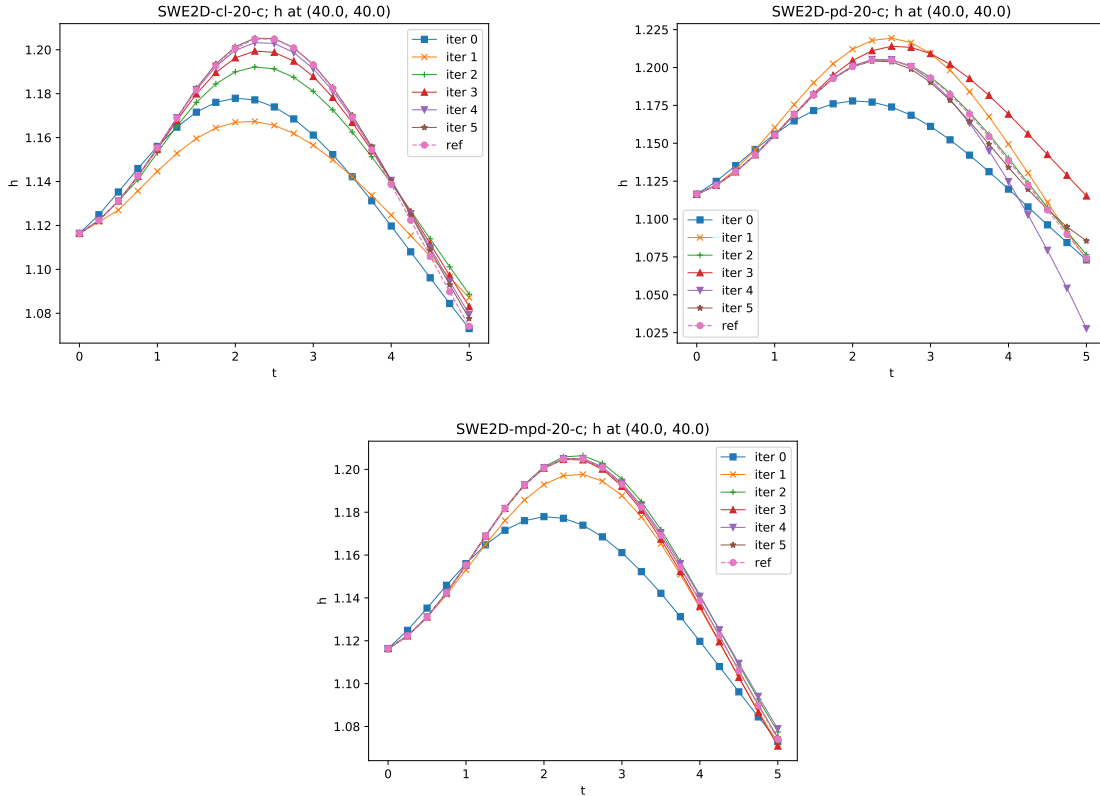 SWE2D-cl-20-c; h at (40.0, 40.0)
1.20
1.18
1.16
1.14
1.12
1.10
1.08
h
0
1
2
3
4
5
t
iter 0
iter 1
iter 2
iter 3
iter 4
iter 5
ref
SWE2D-pd-20-c; h at (40.0, 40.0)
1.225
1.200
1.175
1.150
1.125
1.100
1.075
1.050
1.025
h
0
1
2
3
4
5
t
iter 0
iter 1
iter 2
iter 3
iter 4
iter 5
ref
SWE2D-mpd-20-c; h at (40.0, 40.0)
1.20
1.18
1.16
1.14
1.12
1.10
1.08
h
0
1
2
3
4
5
t
iter 0
iter 1
iter 2
iter 3
iter 4
iter 5
ref